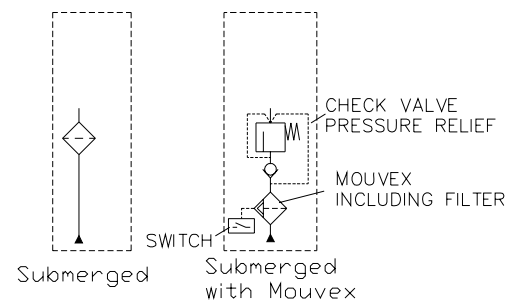 CHECK VALVE
PRESSURE RELIEF
MOUVEX
INCLUDING FILTER
SWITCH
Submerged
Submerged
with Mouvex